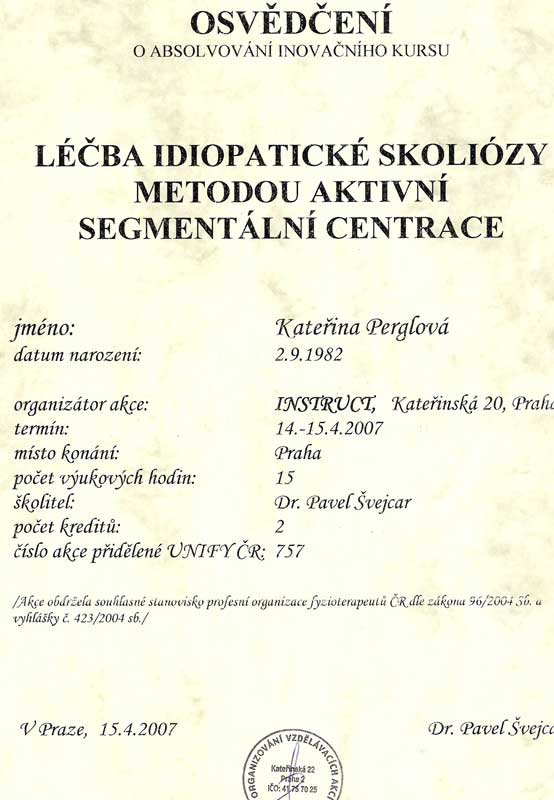 OSVĚDČENÍ
O ABSOLVOVÁNÍ INOVAČNÍHO KURSU
LÉČBA IDIOPATICKÉ SKOLIÓZY
METODOU AKTIVNÍ
SEGMENTÁLNÍ CENTRACE
jméno: Kateřina Perglová
datum narození: 2.9.1982
organizátor akce: INSTRUCT, Kateřinská 20, Praha
termín: 14.-15.4.2007
místo konání: Praha
počet výukových hodin: 15
školitel: Dr. Pavel Švejcar
počet kreditů: 2
číslo akce přidělené UNIFY ČR: 757
/Akce obdržela souhlasné stanovisko profesní organizace fyzioterapeutů ČR dle zákona 96/2004 Sb. a
vyhlášky č. 423/2004 sb./
V Praze, 15.4.2007 Dr. Pavel Švejca
ORGANIZOVÁNÍ VZDĚLÁVACÍCH AKCÍ
Kateřinská 22
Praha 2
IČO: 41 75 70 25